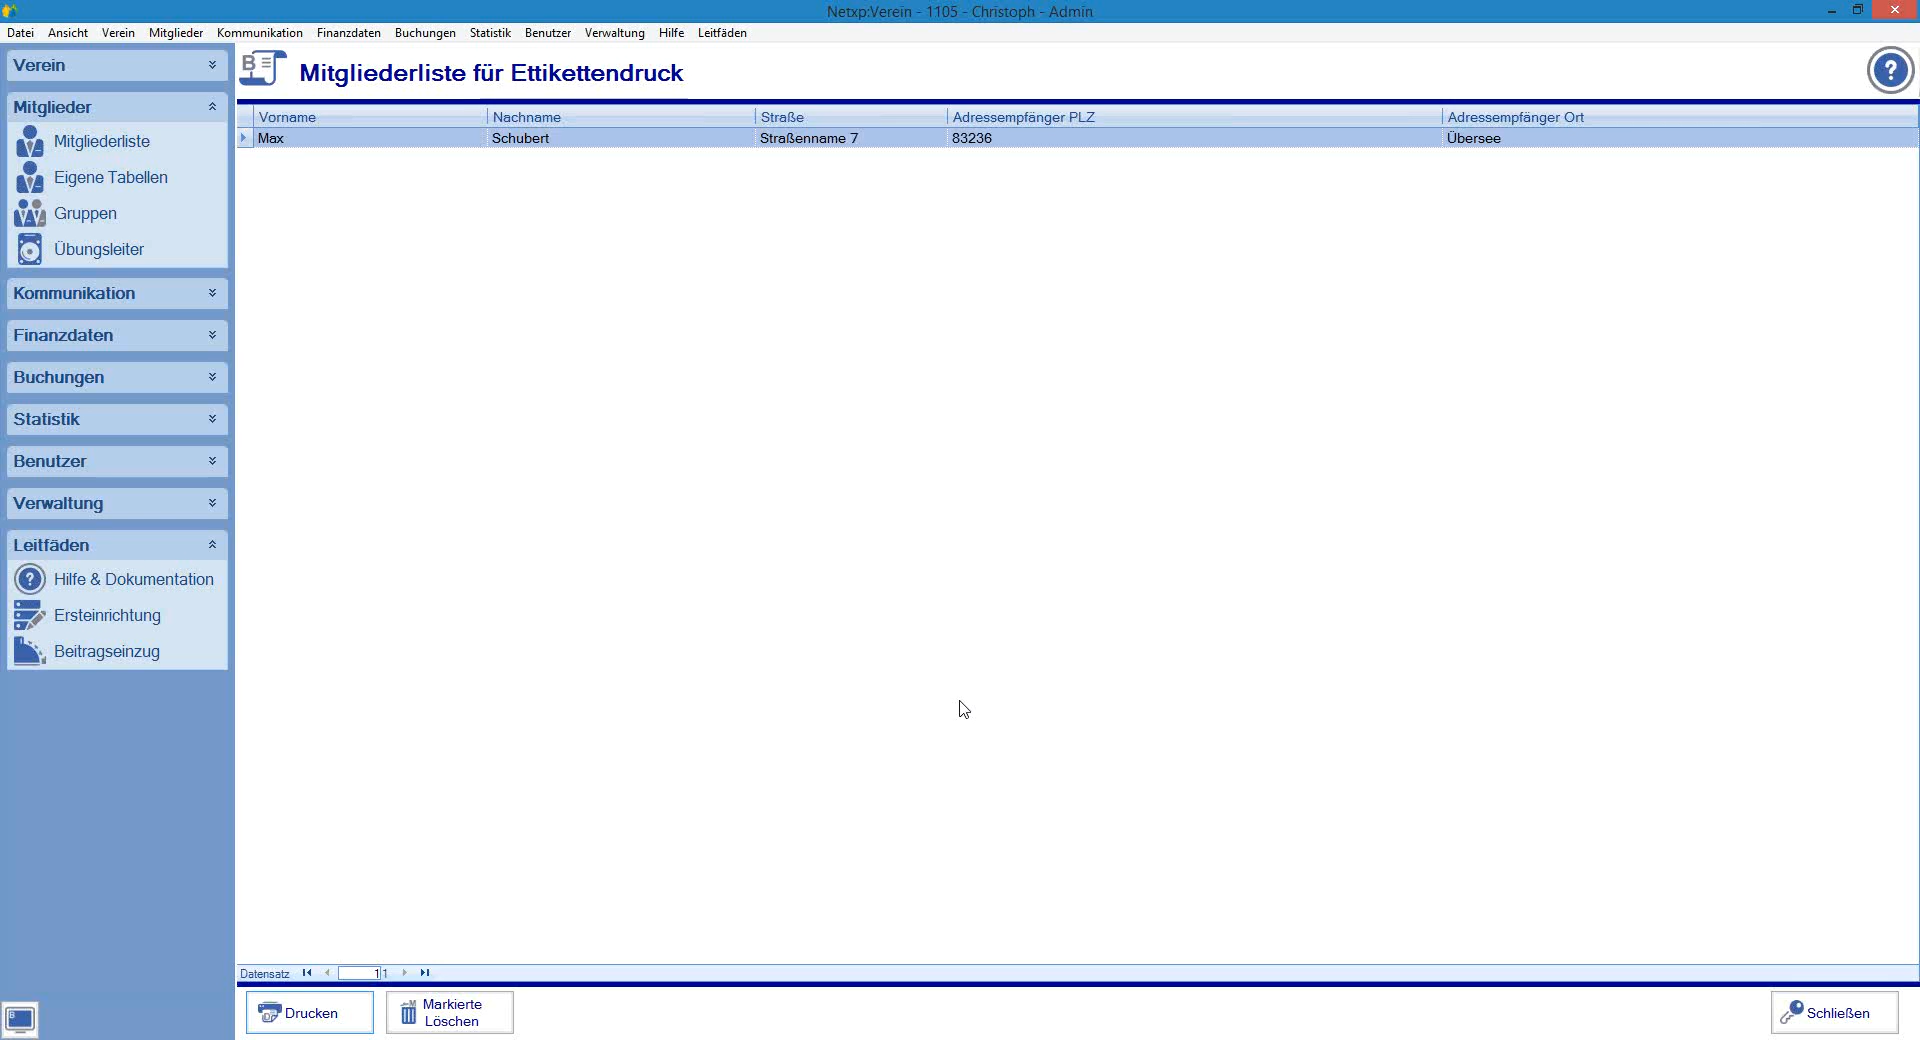 Netxp:Verein - 1105 - Christoph - Admin
Datei Ansicht Verein Mitglieder Kommunikation Finanzdaten Buchungen Statistik Benutzer Verwaltung Hilfe Leitfäden
Verein
Mitglieder
Mitgliederliste
Eigene Tabellen
Gruppen
Übungsleiter
Kommunikation
Finanzdaten
Buchungen
Statistik
Benutzer
Verwaltung
Leitfäden
Hilfe & Dokumentation
Ersteinrichtung
Beitragseinzug
Mitgliederliste für Ettikettendruck
Vorname Nachname Straße Adressempfänger PLZ Adressempfänger Ort
Max Schubert Straßenname 7 83236 Übersee
Datensatz 1 1
Drucken
Markierte
Löschen
Schließen